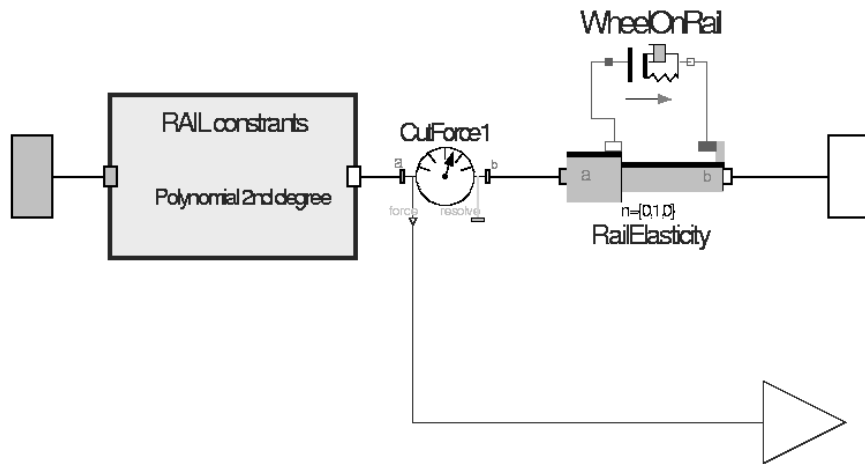 WheelOnRail
RAIL constrants
CutForce1
a
b
a
b
Polynomial 2nd degree
force
resolve
n={0,1,0}
RailElasticity